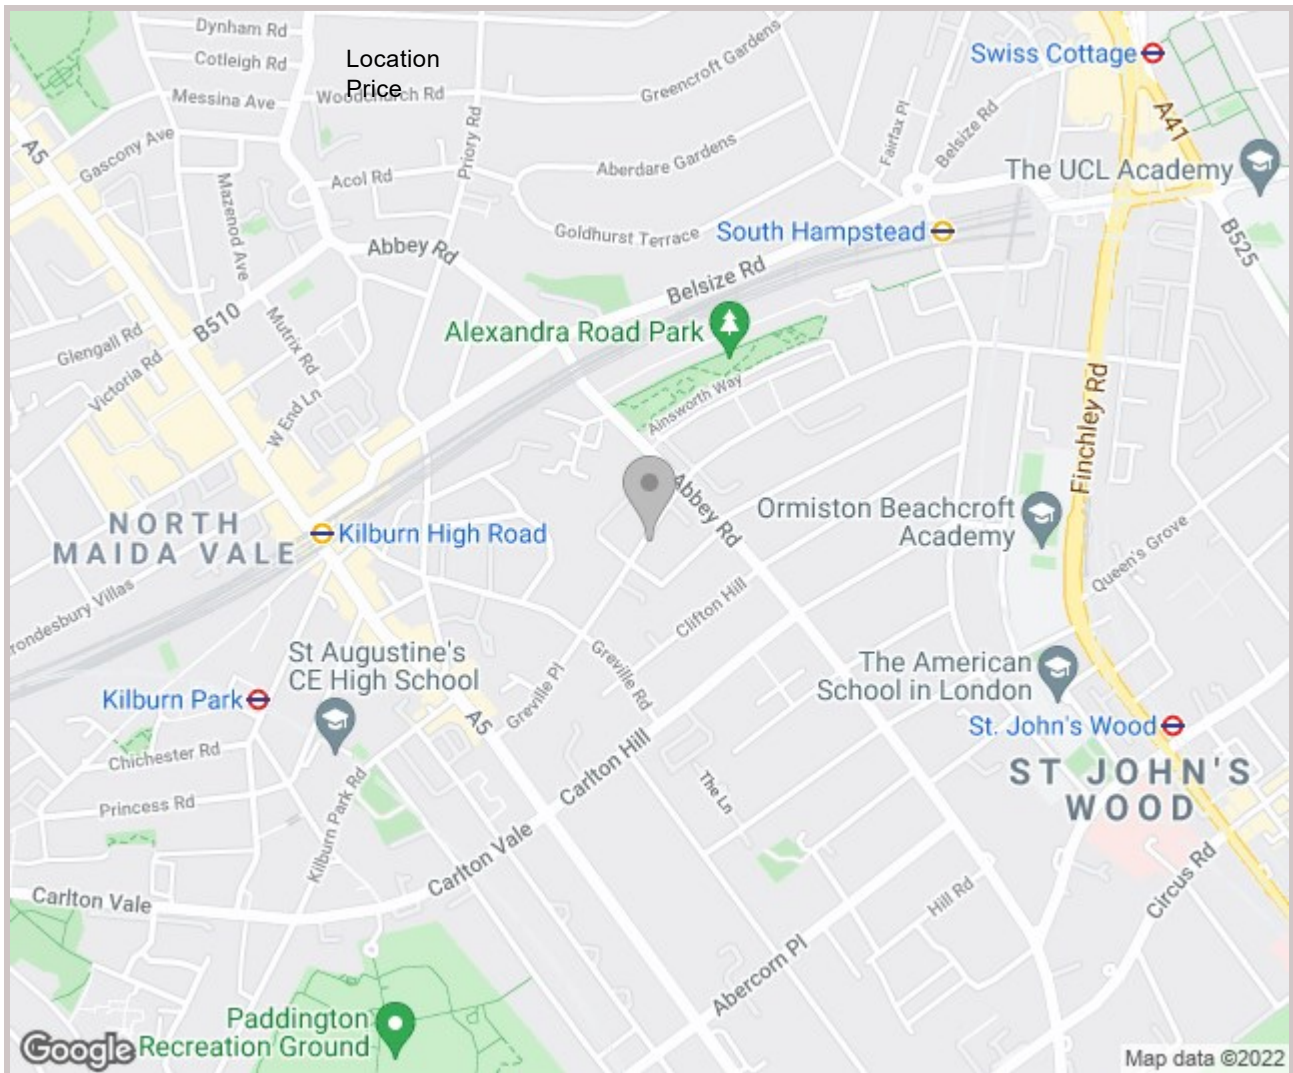 Dynham Rd
Location
Price
Swiss Cottage
Cotleigh Rd
Greencroft Gardens
Messina Ave
Woodchurch Rd
A41
A5
Gascony Ave
Priory Rd
Fairfax Pl
Belsize Rd
Aberdare Gardens
The UCL Academy
Acol Rd
Mazenod Ave
Goldhurst Terrace
South Hampstead
B525
Abbey Rd
Belsize Rd
B510
Mutrix Rd
Alexandra Road Park
Glengall Rd
Victoria Rd
W End Ln
Ainsworth Way
Finchley Rd
Abbey Rd
Ormiston Beachcroft
Academy
NORTH
MAIDA VALE
Kilburn High Road
Queen's Grove
rondesbury Villas
Clifton Hill
St Augustine's
CE High School
Greville Rd
The American
School in London
Kilburn Park
Greville Pl
A5
St. John's Wood
Chichester Rd
Carlton Hill
The Ln
ST JOHN'S
WOOD
Princess Rd
Kilburn Park Rd
Carlton Vale
Carlton Vale
Hill Rd
Circus Rd
Abercorn Pl
Paddington
Recreation Ground
Google
Map data ©2022